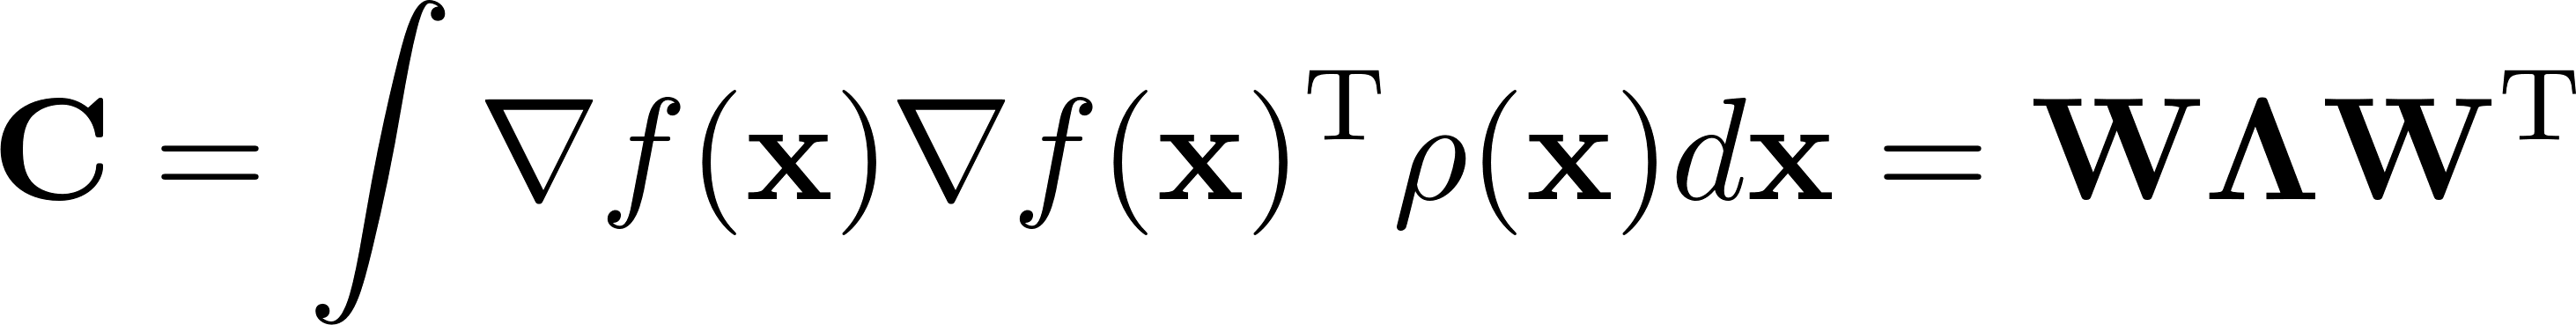 𝐂 = ∫ ∇f(𝐱)∇f(𝐱)ᵀρ(𝐱)d𝐱 = 𝐖𝚲𝐖ᵀ